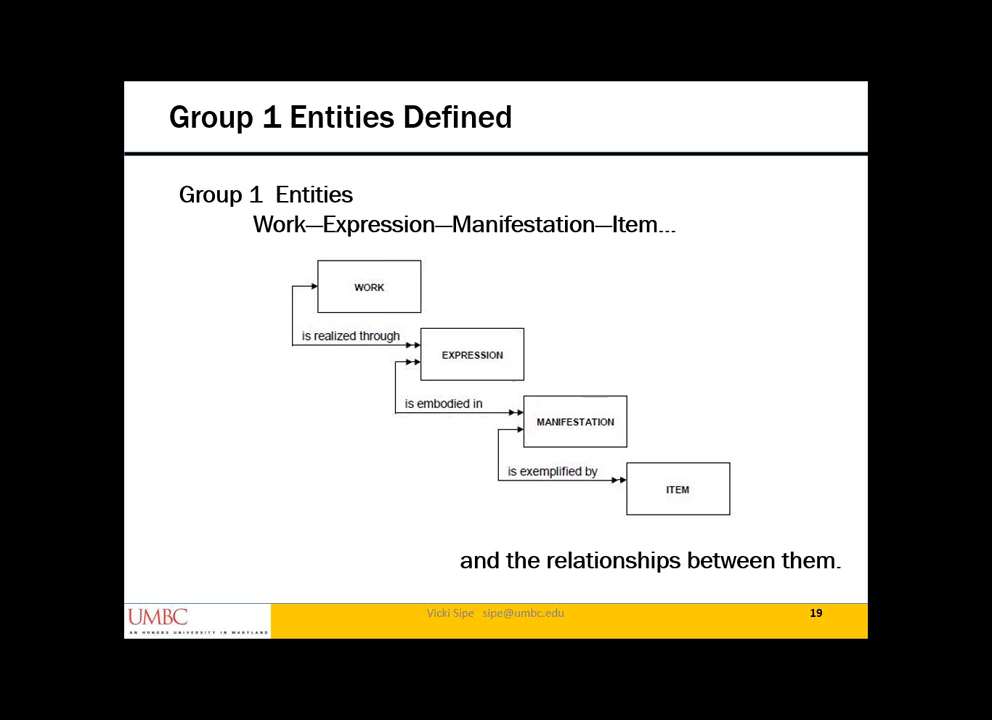 Group 1 Entities Defined
Group 1 Entities
Work—Expression—Manifestation—Item...
WORK
is realized through
EXPRESSION
is embodied in
MANIFESTATION
is exemplified by
ITEM
and the relationships between them.
UMBC
AN HONORS UNIVERSITY IN MARYLAND
Vicki Sipe sipe@umbc.edu
19